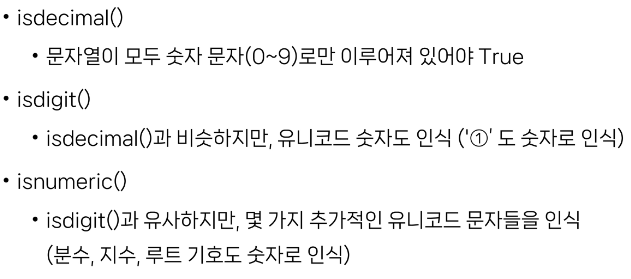 • isdecimal()
• 문자열이 모두 숫자 문자(0~9)로만 이루어져 있어야 True
• isdigit()
• isdecimal()과 비슷하지만, 유니코드 숫자도 인식 ('①' 도 숫자로 인식)
• isnumeric()
• isdigit()과 유사하지만, 몇 가지 추가적인 유니코드 문자들을 인식
(분수, 지수, 루트 기호도 숫자로 인식)